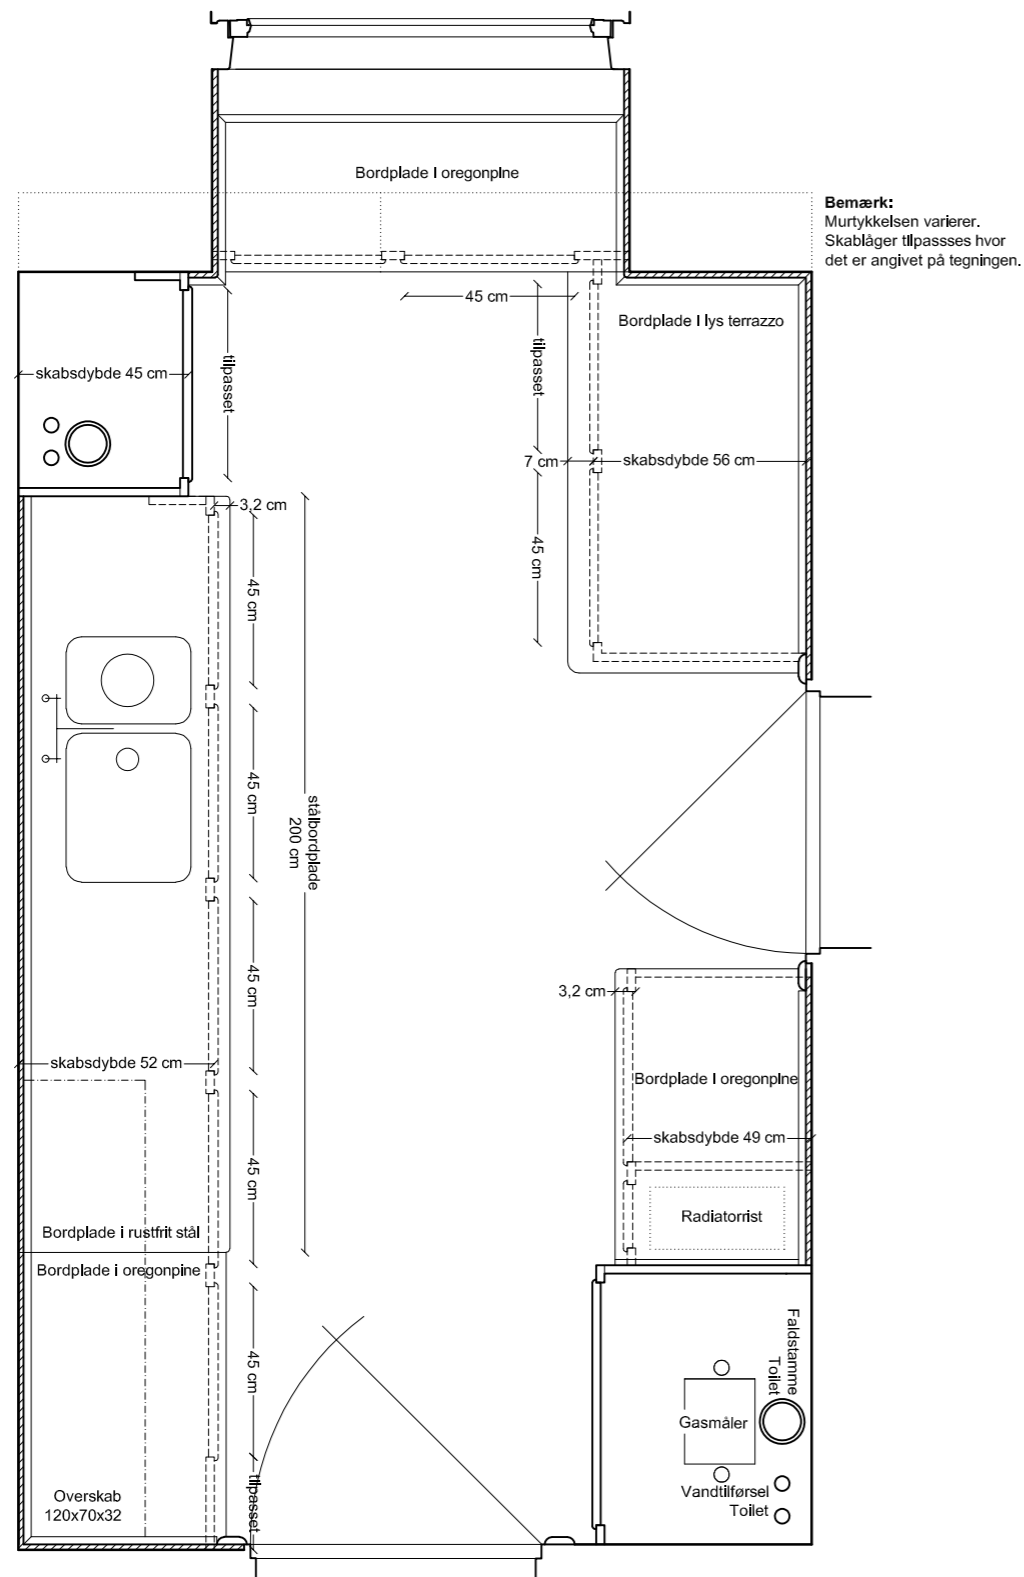 Bordplade I oregonpine
Bemærk:
Murtykkelsen varierer.
Skablåger tilpassses hvor
det er angivet på tegningen.
45 cm
Bordplade I lys terrazzo
tilpasset
tilpasset
skabsdybde 45 cm
7 cm
skabsdybde 56 cm
3,2 cm
45 cm
45 cm
45 cm
stålbordplade
200 cm
45 cm
3,2 cm
skabsdybde 52 cm
Bordplade I oregonpine
skabsdybde 49 cm
45 cm
Radiatorrist
Bordplade i rustfrit stål
Bordplade i oregonpine
45 cm
Faldstamme
Toilet
Gasmåler
Vandtilførsel
Toilet
Overskab
120x70x32
tilpasset